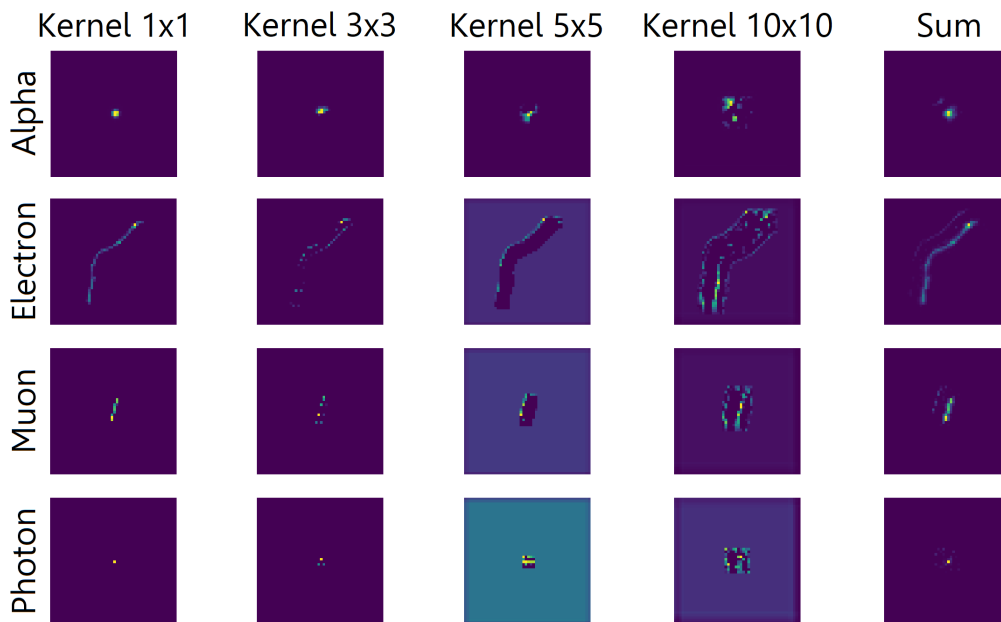 Kernel 1x1 Kernel 3x3 Kernel 5x5 Kernel 10x10 Sum
Alpha
Electron
Muon
Photon